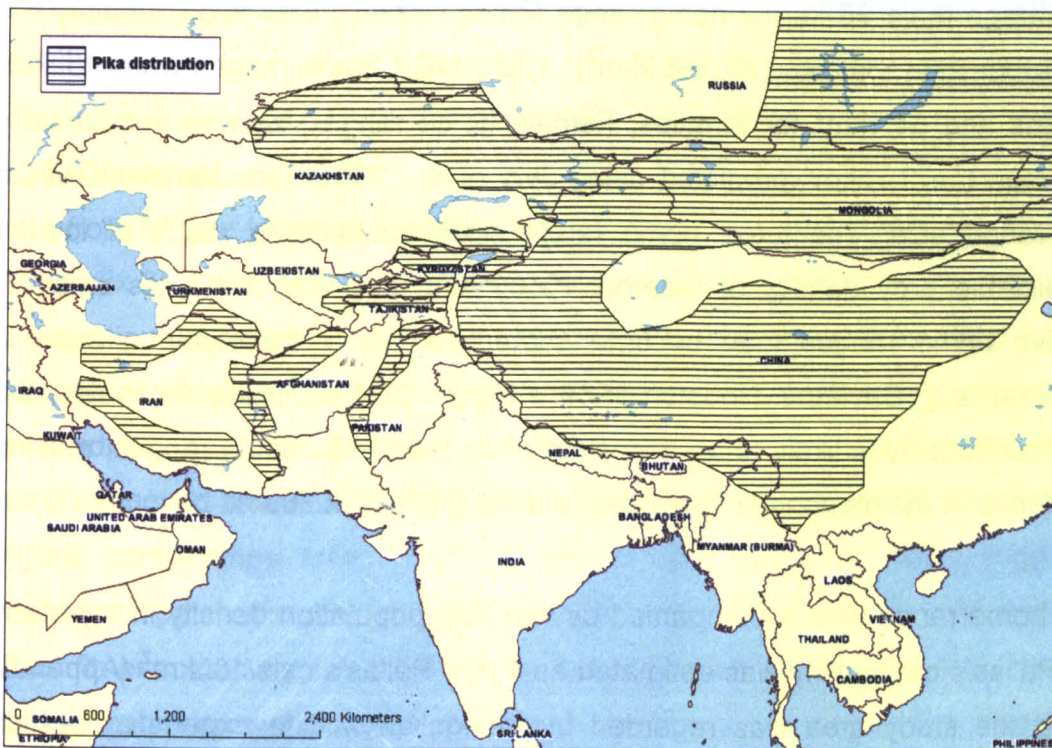 Pika distribution
RUSSIA
KAZAKHSTAN
MONGOLIA
GEORGIA
UZBEKISTAN
KYRGYZSTAN
AZERBAIJAN
TURKMENISTAN
TAJIKISTAN
CHINA
AFGHANISTAN
IRAQ
IRAN
PAKISTAN
KUWAIT
NEPAL
BHUTAN
QATAR
UNITED ARAB EMIRATES
SAUDI ARABIA
OMAN
BANGLADESH
MYANMAR (BURMA)
INDIA
LAOS
YEMEN
VIETNAM
THAILAND
CAMBODIA
SOMALIA
0 600 1,200 2,400 Kilometers
ETHIOPIA
SRI LANKA
PHILIPPINE